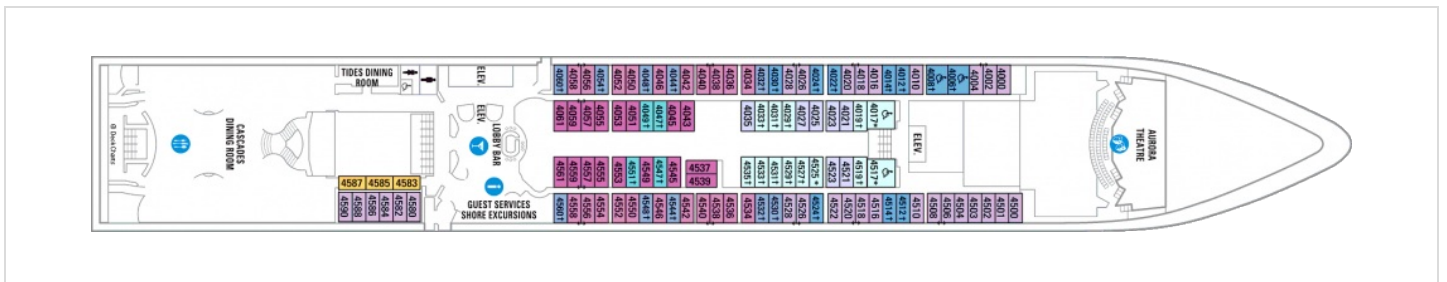 TIDES DINING
ROOM
ELEV.
4060† 4058 4056 4054† 4052 4050 4048† 4046 4044† 4042 4040 4038 4036 4034 4032† 4030† 4028 4026 4024† 4022† 4020 4018 4016 4014† 4012† 4010 4008† 4006† 4004 4002 4000
© Deck Chants
CASCADES
DINING ROOM
ELEV.
LOBBY BAR
4061 4059 4057 4055 4053 4051 4049† 4047† 4045 4043 4035 4033† 4031† 4029† 4027 4025 4023 4021 4019† 4017*
ELEV.
AURORA
THEATRE
4561 4559 4557 4555 4553 4551† 4549 4547† 4545 4537 4535† 4533† 4531† 4529† 4527† 4525* 4523 4521 4519† 4517*
4539
4587 4585 4583
4590 4588 4586 4584 4582 4580
GUEST SERVICES
SHORE EXCURSIONS
4560† 4558 4556 4554 4552 4550 4548† 4546 4544† 4542 4540 4538 4536 4534 4532† 4530† 4528 4526 4524† 4522 4520 4518 4516 4514† 4512† 4510 4508 4506 4504 4503 4502 4501 4500